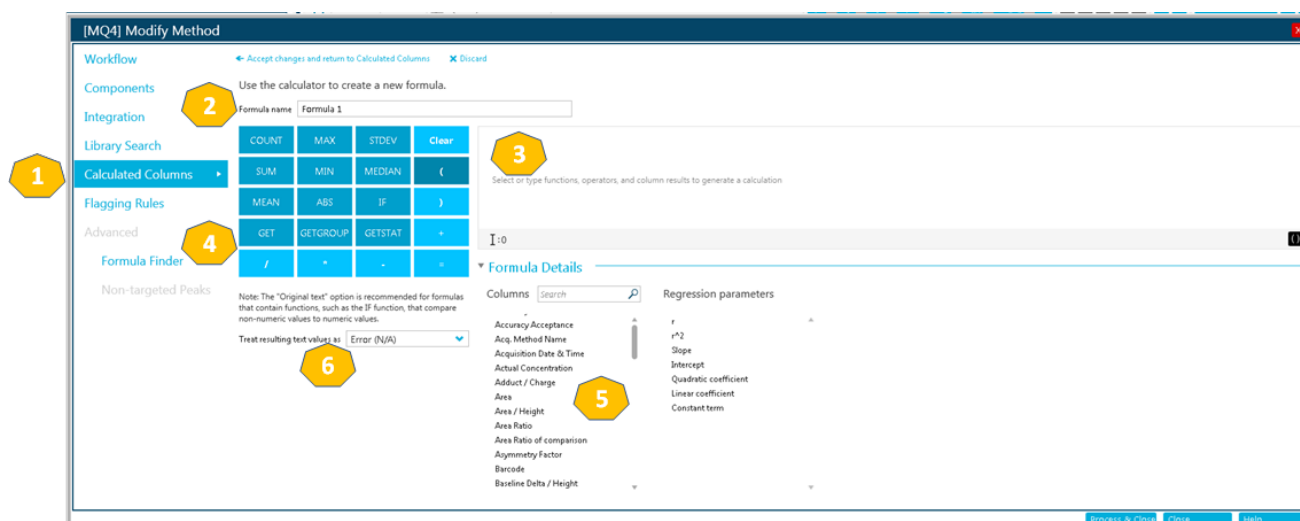 [MQ4] Modify Method
Workflow
Components
Integration
Library Search
Calculated Columns
Flagging Rules
Advanced
Formula Finder
Non-targeted Peaks
1
← Accept changes and return to Calculated Columns X Discard
Use the calculator to create a new formula.
2
Formula name Formula 1
COUNT MAX STDEV Clear
SUM MIN MEDIAN (
MEAN ABS IF )
GET GETGROUP GETSTAT +
/ * - =
4
Note: The "Original text" option is recommended for formulas
that contain functions, such as the IF function, that compare
non-numeric values to numeric values.
Treat resulting text values as Error (N/A)
6
3
Select or type functions, operators, and column results to generate a calculation
:0
()
Formula Details
Columns Search
Accuracy Acceptance
Acq. Method Name
Acquisition Date & Time
Actual Concentration
Adduct / Charge
Area
Area / Height
Area Ratio
Area Ratio of comparison
Asymmetry Factor
Barcode
Baseline Delta / Height
5
Regression parameters
r
r^2
Slope
Intercept
Quadratic coefficient
Linear coefficient
Constant term
Process & Close Close Help